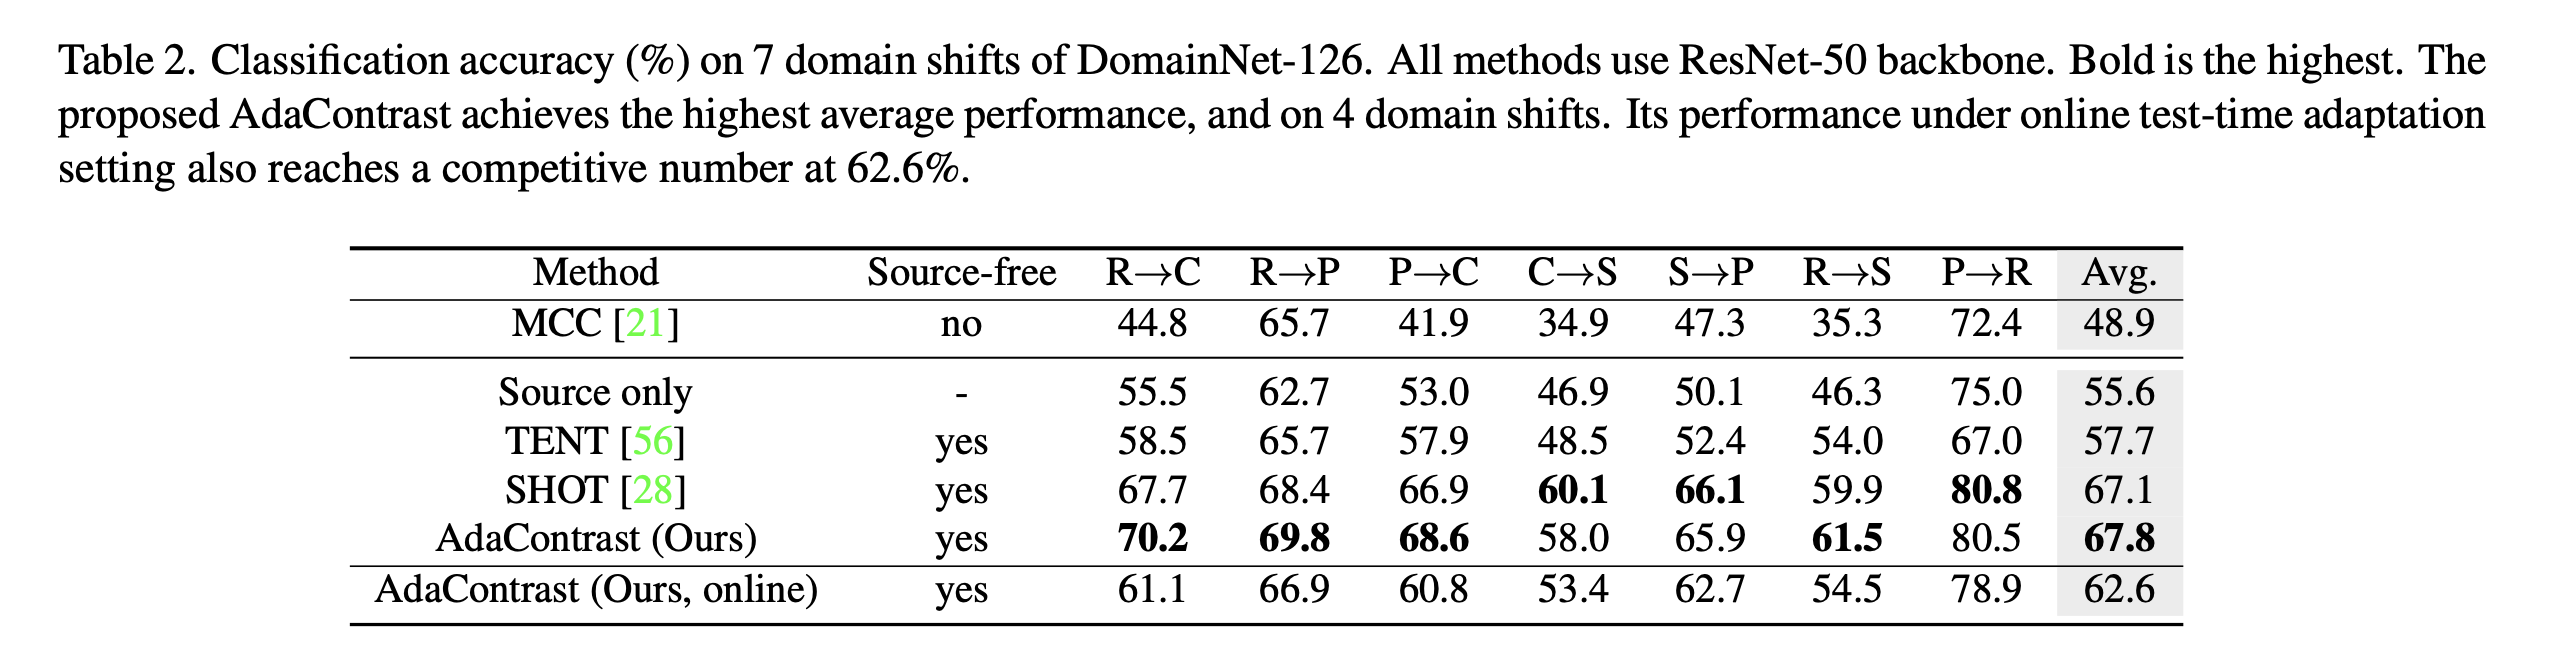 Table 2. Classification accuracy (%) on 7 domain shifts of DomainNet-126. All methods use ResNet-50 backbone. Bold is the highest. The
proposed AdaContrast achieves the highest average performance, and on 4 domain shifts. Its performance under online test-time adaptation
setting also reaches a competitive number at 62.6%.
Method Source-free R→C R→P P→C C→S S→P R→S P→R Avg.
MCC [21] no 44.8 65.7 41.9 34.9 47.3 35.3 72.4 48.9
Source only - 55.5 62.7 53.0 46.9 50.1 46.3 75.0 55.6
TENT [56] yes 58.5 65.7 57.9 48.5 52.4 54.0 67.0 57.7
SHOT [28] yes 67.7 68.4 66.9 60.1 66.1 59.9 80.8 67.1
AdaContrast (Ours) yes 70.2 69.8 68.6 58.0 65.9 61.5 80.5 67.8
AdaContrast (Ours, online) yes 61.1 66.9 60.8 53.4 62.7 54.5 78.9 62.6